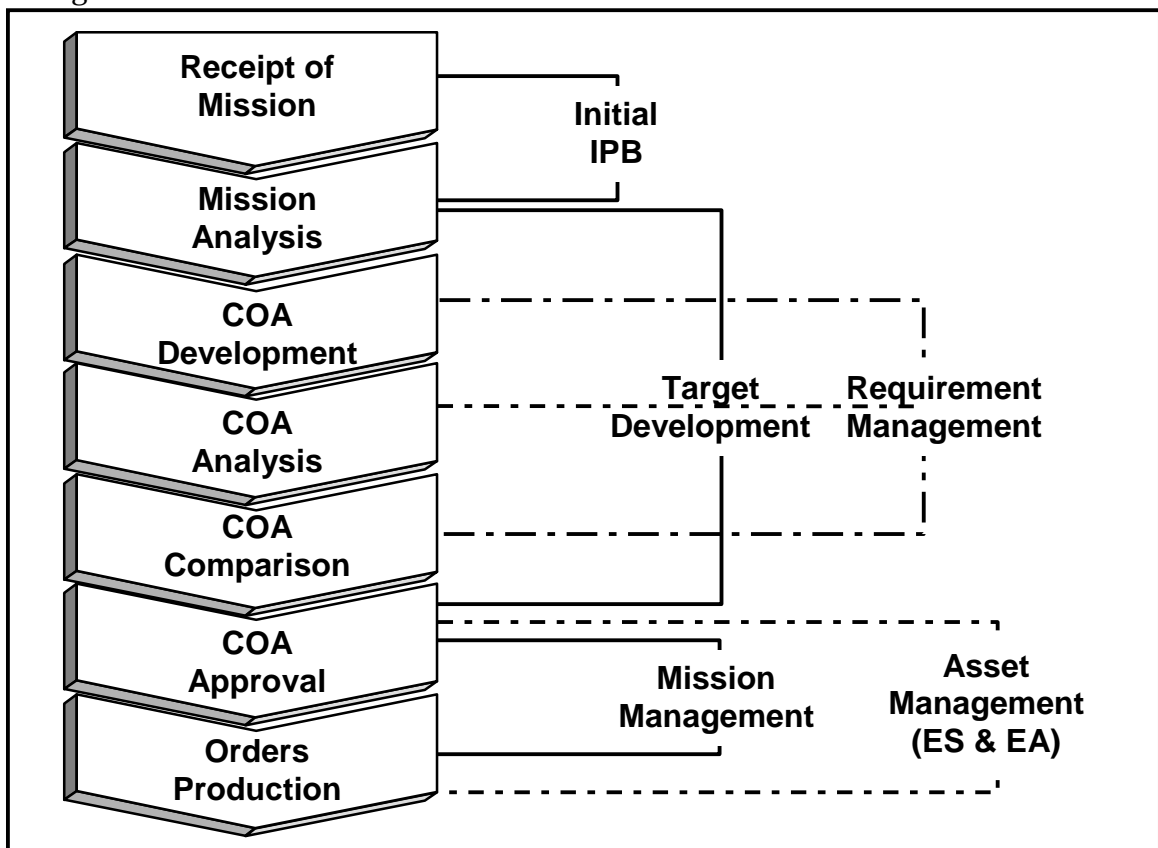 Receipt of
Mission
Initial
IPB
Mission
Analysis
COA
Development
Target
Development
Requirement
Management
COA
Analysis
COA
Comparison
COA
Approval
Mission
Management
Asset
Management
(ES & EA)
Orders
Production